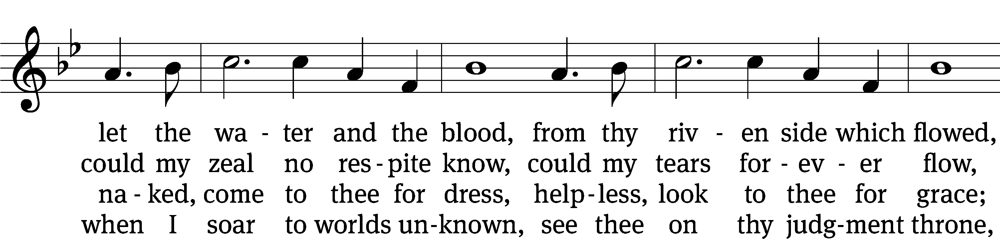 let the wa - ter and the blood, from thy riv - en side which flowed,
could my zeal no res - pite know, could my tears for - ev - er flow,
na - ked, come to thee for dress, help - less, look to thee for grace;
when I soar to worlds un - known, see thee on thy judg - ment throne,